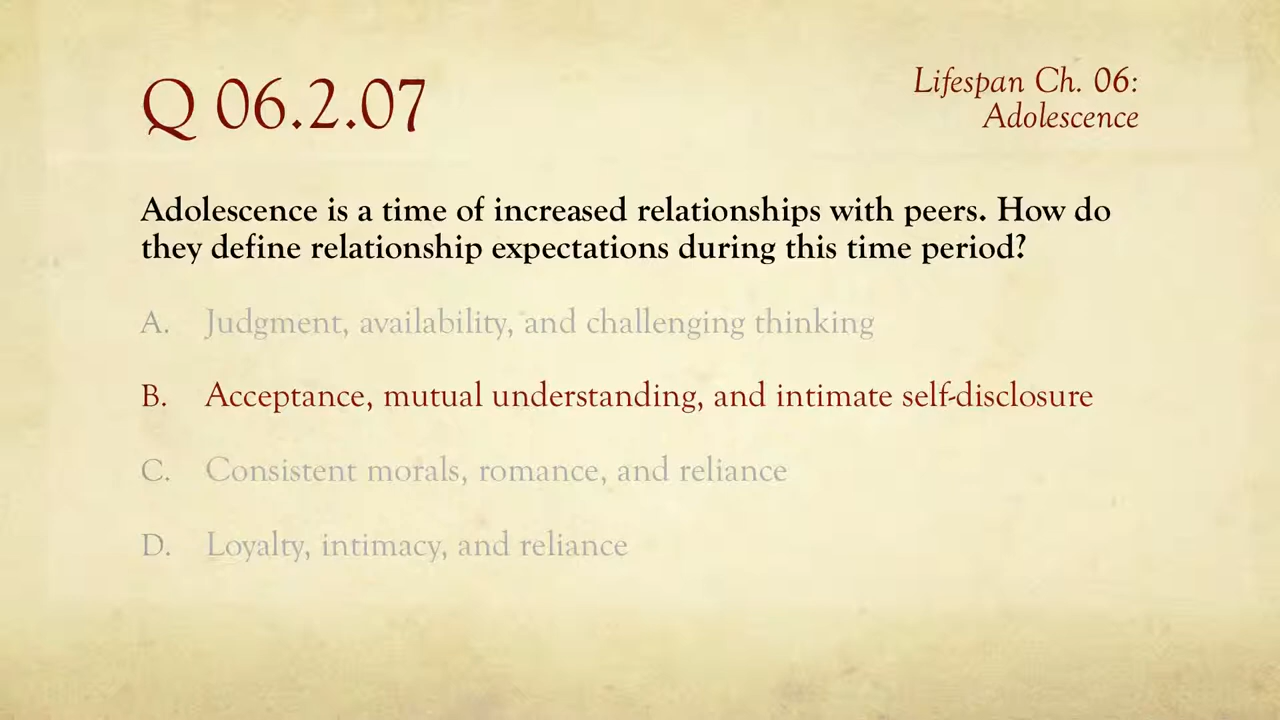 Q 06.2.07
Lifespan Ch. 06:
Adolescence
Adolescence is a time of increased relationships with peers. How do
they define relationship expectations during this time period?
A. Judgment, availability, and challenging thinking
B. Acceptance, mutual understanding, and intimate self-disclosure
C. Consistent morals, romance, and reliance
D. Loyalty, intimacy, and reliance